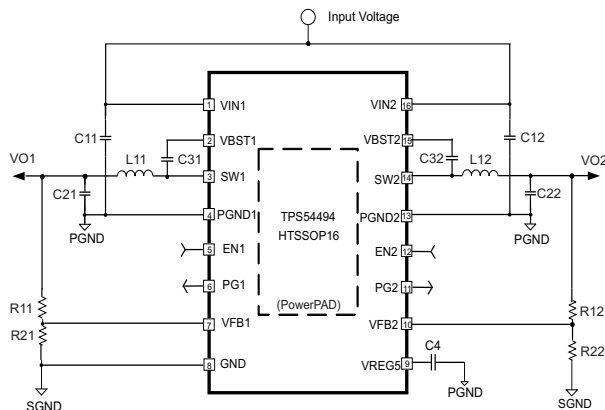 Input Voltage
1 VIN1
VIN2 16
C11
2 VBST1
VBST2 15
C12
VO1
L11
C31
C32
L12
VO2
3 SW1
SW2 14
C21
C22
4 PGND1
PGND2 13
PGND
PGND
TPS54494
HTSSOP16
5 EN1
EN2 12
6 PG1
PG2 11
(PowerPAD)
R11
R12
7 VFB1
VFB2 10
R21
R22
C4
8 GND
VREG5 9
PGND
SGND
SGND